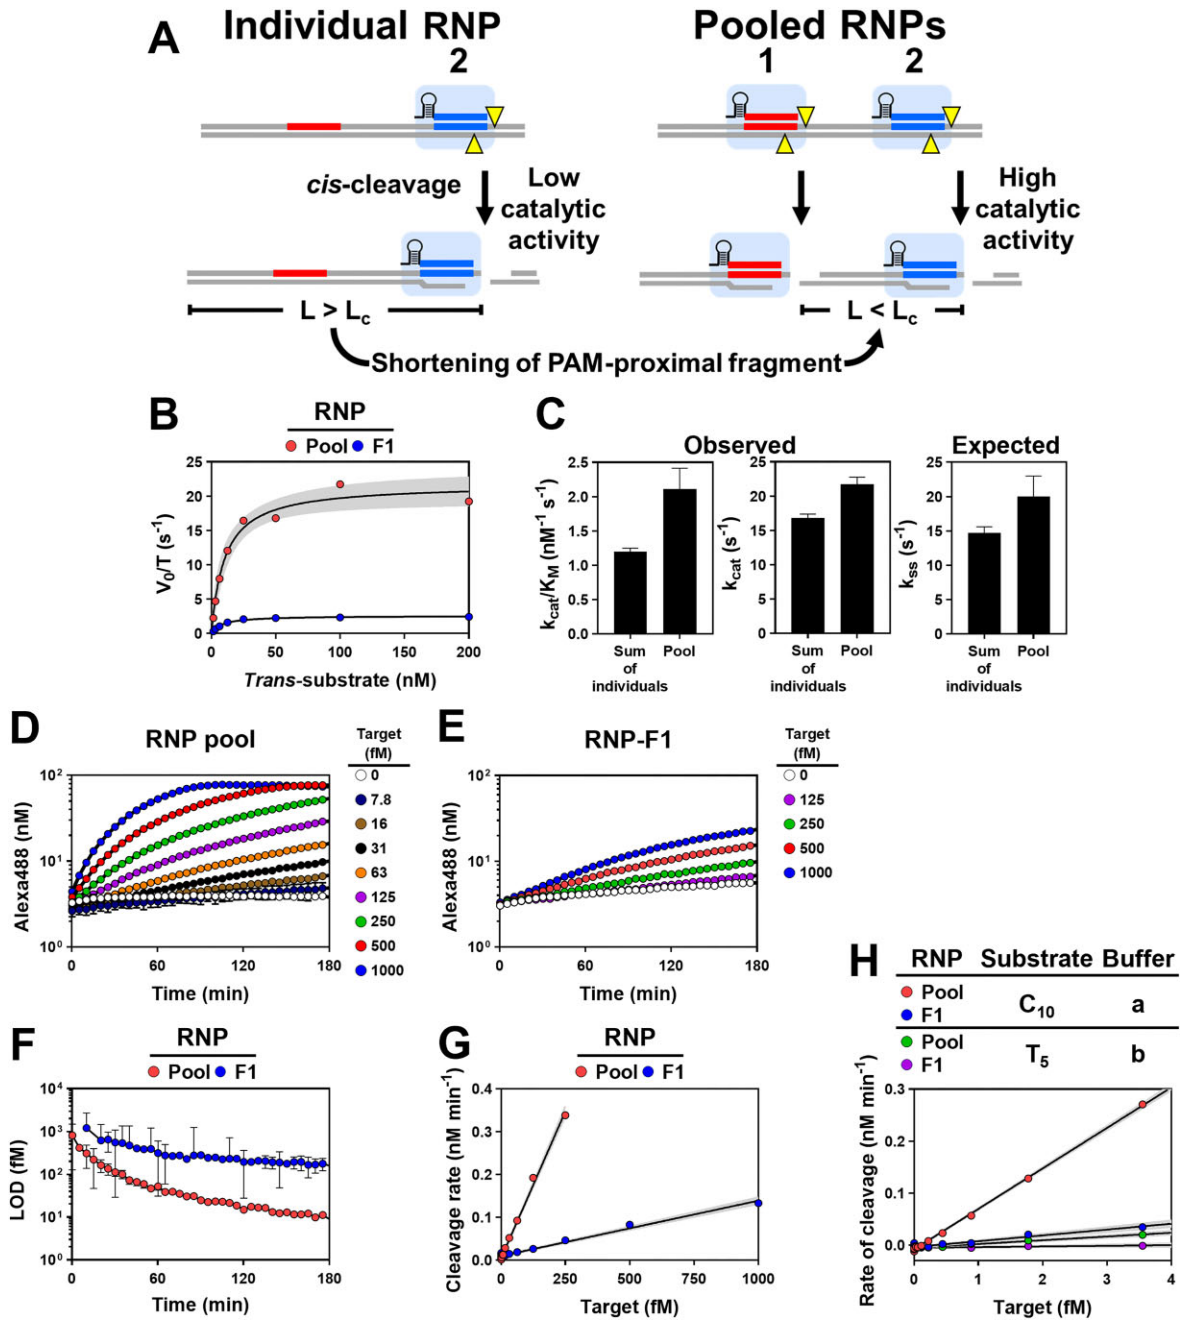 A
Individual RNP
2
Pooled RNPs
1 2
cis-cleavage
Low
catalytic
activity
High
catalytic
activity
L > Lc
L < Lc
Shortening of PAM-proximal fragment
B
RNP
Pool F1
25
20
15
10
5
0
V0/T (s-1)
0 50 100 150 200
Trans-substrate (nM)
C
Observed
Expected
kcat/KM (nM-1 s-1)
2.5
2.0
1.5
1.0
0.5
0.0
Sum
of
individuals
Pool
kcat (s-1)
25
20
15
10
5
0
Sum
of
individuals
Pool
kss (s-1)
25
20
15
10
5
0
Sum
of
individuals
Pool
D
RNP pool
Alexa488 (nM)
10²
10¹
10⁰
0 60 120 180
Time (min)
Target
(fM)
0
7.8
16
31
63
125
250
500
1000
E
RNP-F1
Alexa488 (nM)
10²
10¹
10⁰
0 60 120 180
Time (min)
Target
(fM)
0
125
250
500
1000
F
RNP
Pool F1
LOD (fM)
10⁴
10³
10²
10¹
10⁰
0 60 120 180
Time (min)
G
RNP
Pool F1
Cleavage rate (nM min-1)
0.4
0.3
0.2
0.1
0.0
0 250 500 750 1000
Target (fM)
H
RNP Substrate Buffer
Pool
F1
C10
a
Pool
F1
T5
b
Rate of cleavage (nM min-1)
0.3
0.2
0.1
0.0
0 1 2 3 4
Target (fM)